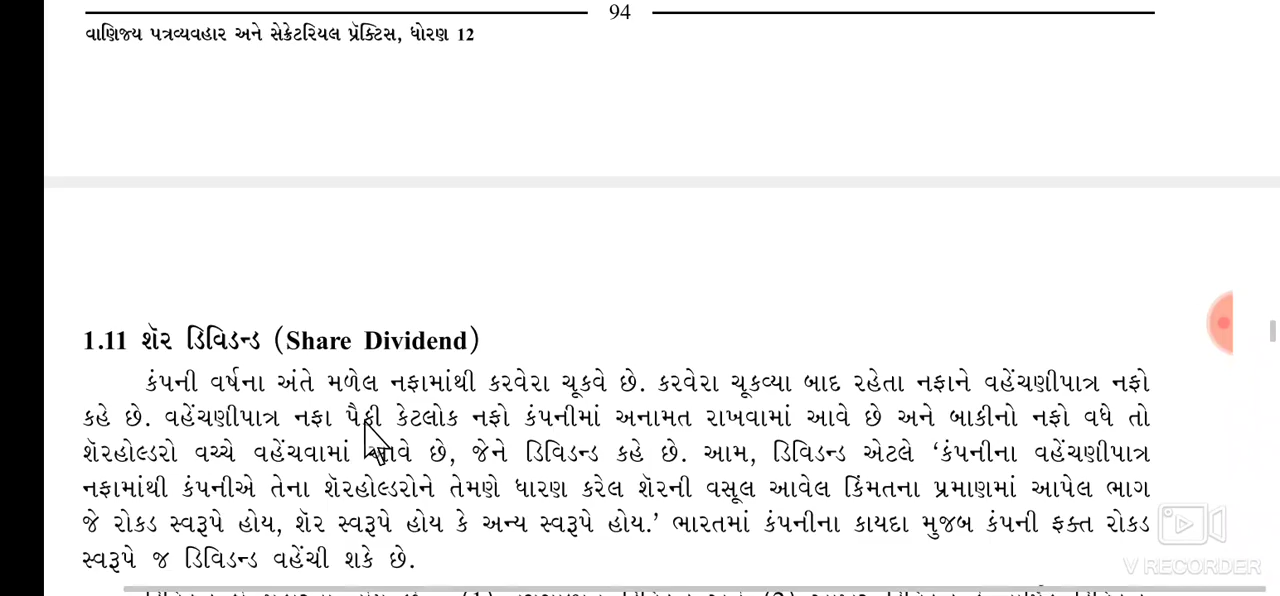 94
વાણિજ્ય પત્રવ્યવહાર અને સેક્રેટરિયલ પ્રૅક્ટિસ, ધોરણ 12
1.11 શૅર ડિવિડન્ડ (Share Dividend)
કંપની વર્ષના અંતે મળેલ નફામાંથી કરવેરા ચૂકવે છે. કરવેરા ચૂકવ્યા બાદ રહેતા નફાને વહેંચણીપાત્ર નફો
કહે છે. વહેંચણીપાત્ર નફા પૈકી કેટલોક નફો કંપનીમાં અનામત રાખવામાં આવે છે અને બાકીનો નફો વધે તો
શૅરહોલ્ડરો વચ્ચે વહેંચવામાં આવે છે, જેને ડિવિડન્ડ કહે છે. આમ, ડિવિડન્ડ એટલે ‘કંપનીના વહેંચણીપાત્ર
નફામાંથી કંપનીએ તેના શૅરહોલ્ડરોને તેમણે ધારણ કરેલ શૅરની વસૂલ આવેલ કિંમતના પ્રમાણમાં આપેલ ભાગ
જે રોકડ સ્વરૂપે હોય, શૅર સ્વરૂપે હોય કે અન્ય સ્વરૂપે હોય.’ ભારતમાં કંપનીના કાયદા મુજબ કંપની ફક્ત રોકડ
સ્વરૂપે જ ડિવિડન્ડ વહેંચી શકે છે.
V RECORDER